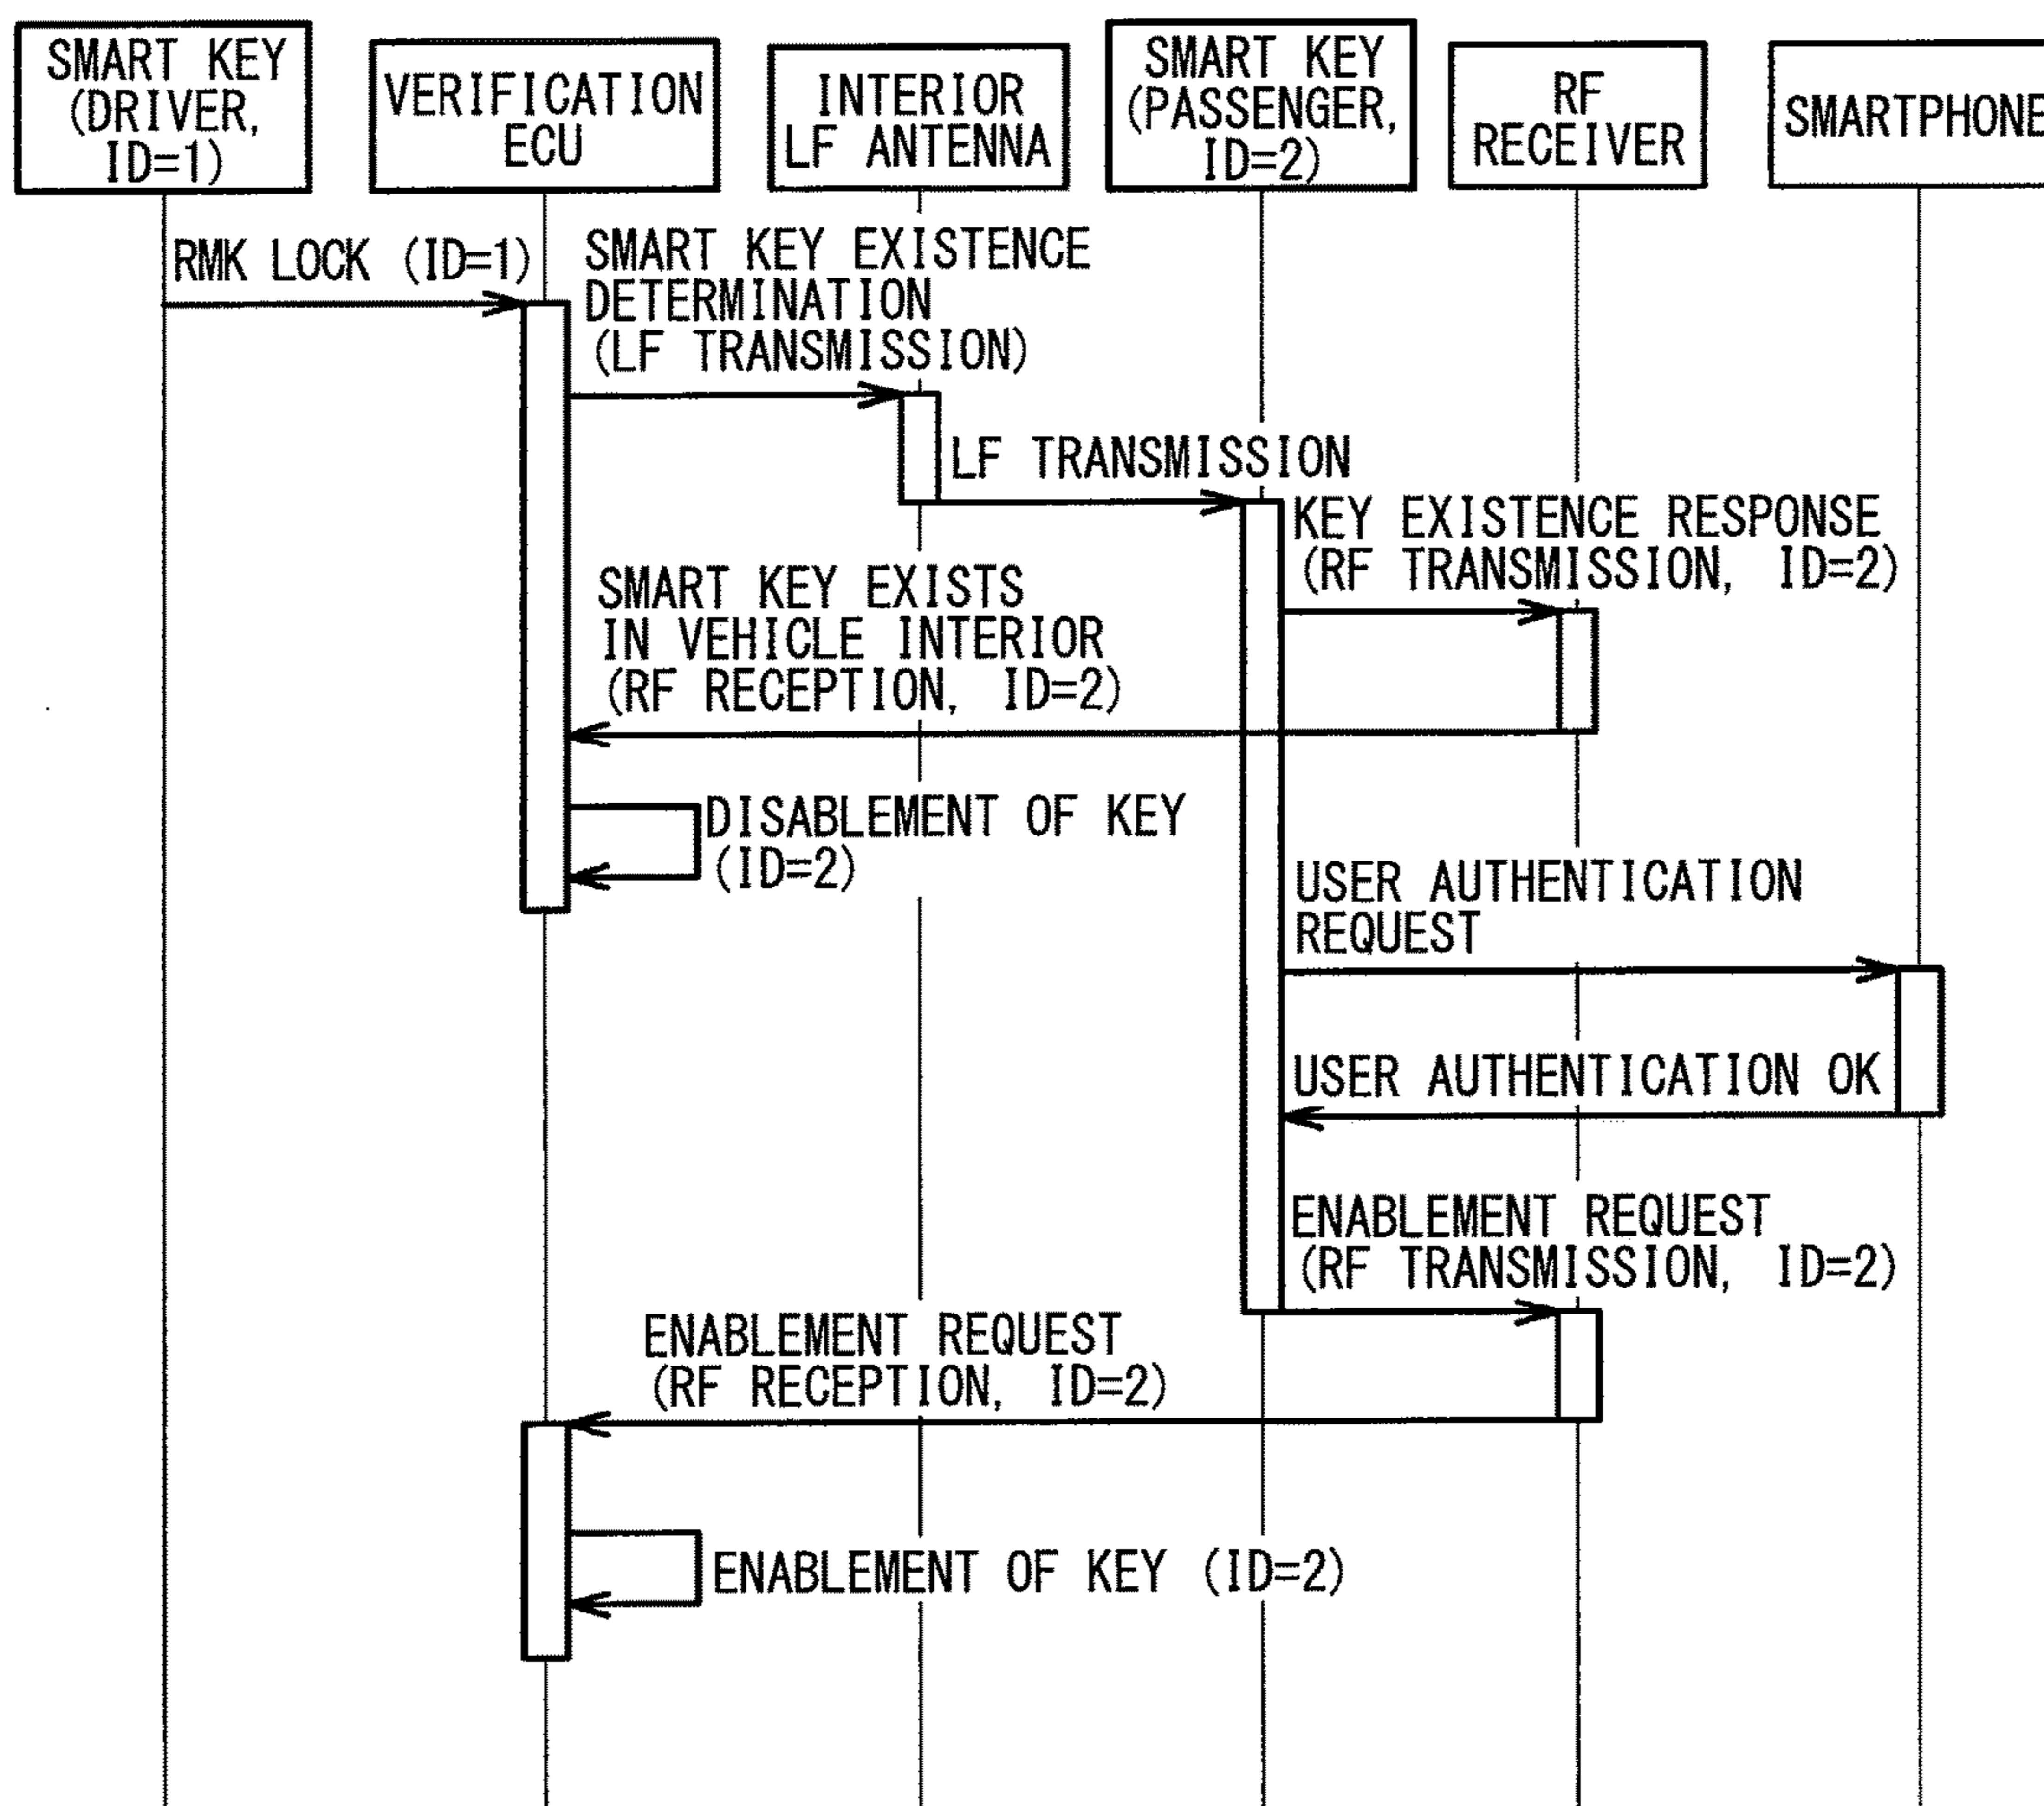 SMART KEY
(DRIVER,
ID=1)
VERIFICATION
ECU
INTERIOR
LF ANTENNA
SMART KEY
(PASSENGER,
ID=2)
RF
RECEIVER
SMARTPHONE
RMK LOCK (ID=1)
SMART KEY EXISTENCE
DETERMINATION
(LF TRANSMISSION)
LF TRANSMISSION
KEY EXISTENCE RESPONSE
(RF TRANSMISSION, ID=2)
SMART KEY EXISTS
IN VEHICLE INTERIOR
(RF RECEPTION, ID=2)
DISABLEMENT OF KEY
(ID=2)
USER AUTHENTICATION
REQUEST
USER AUTHENTICATION OK
ENABLEMENT REQUEST
(RF TRANSMISSION, ID=2)
ENABLEMENT REQUEST
(RF RECEPTION, ID=2)
ENABLEMENT OF KEY (ID=2)